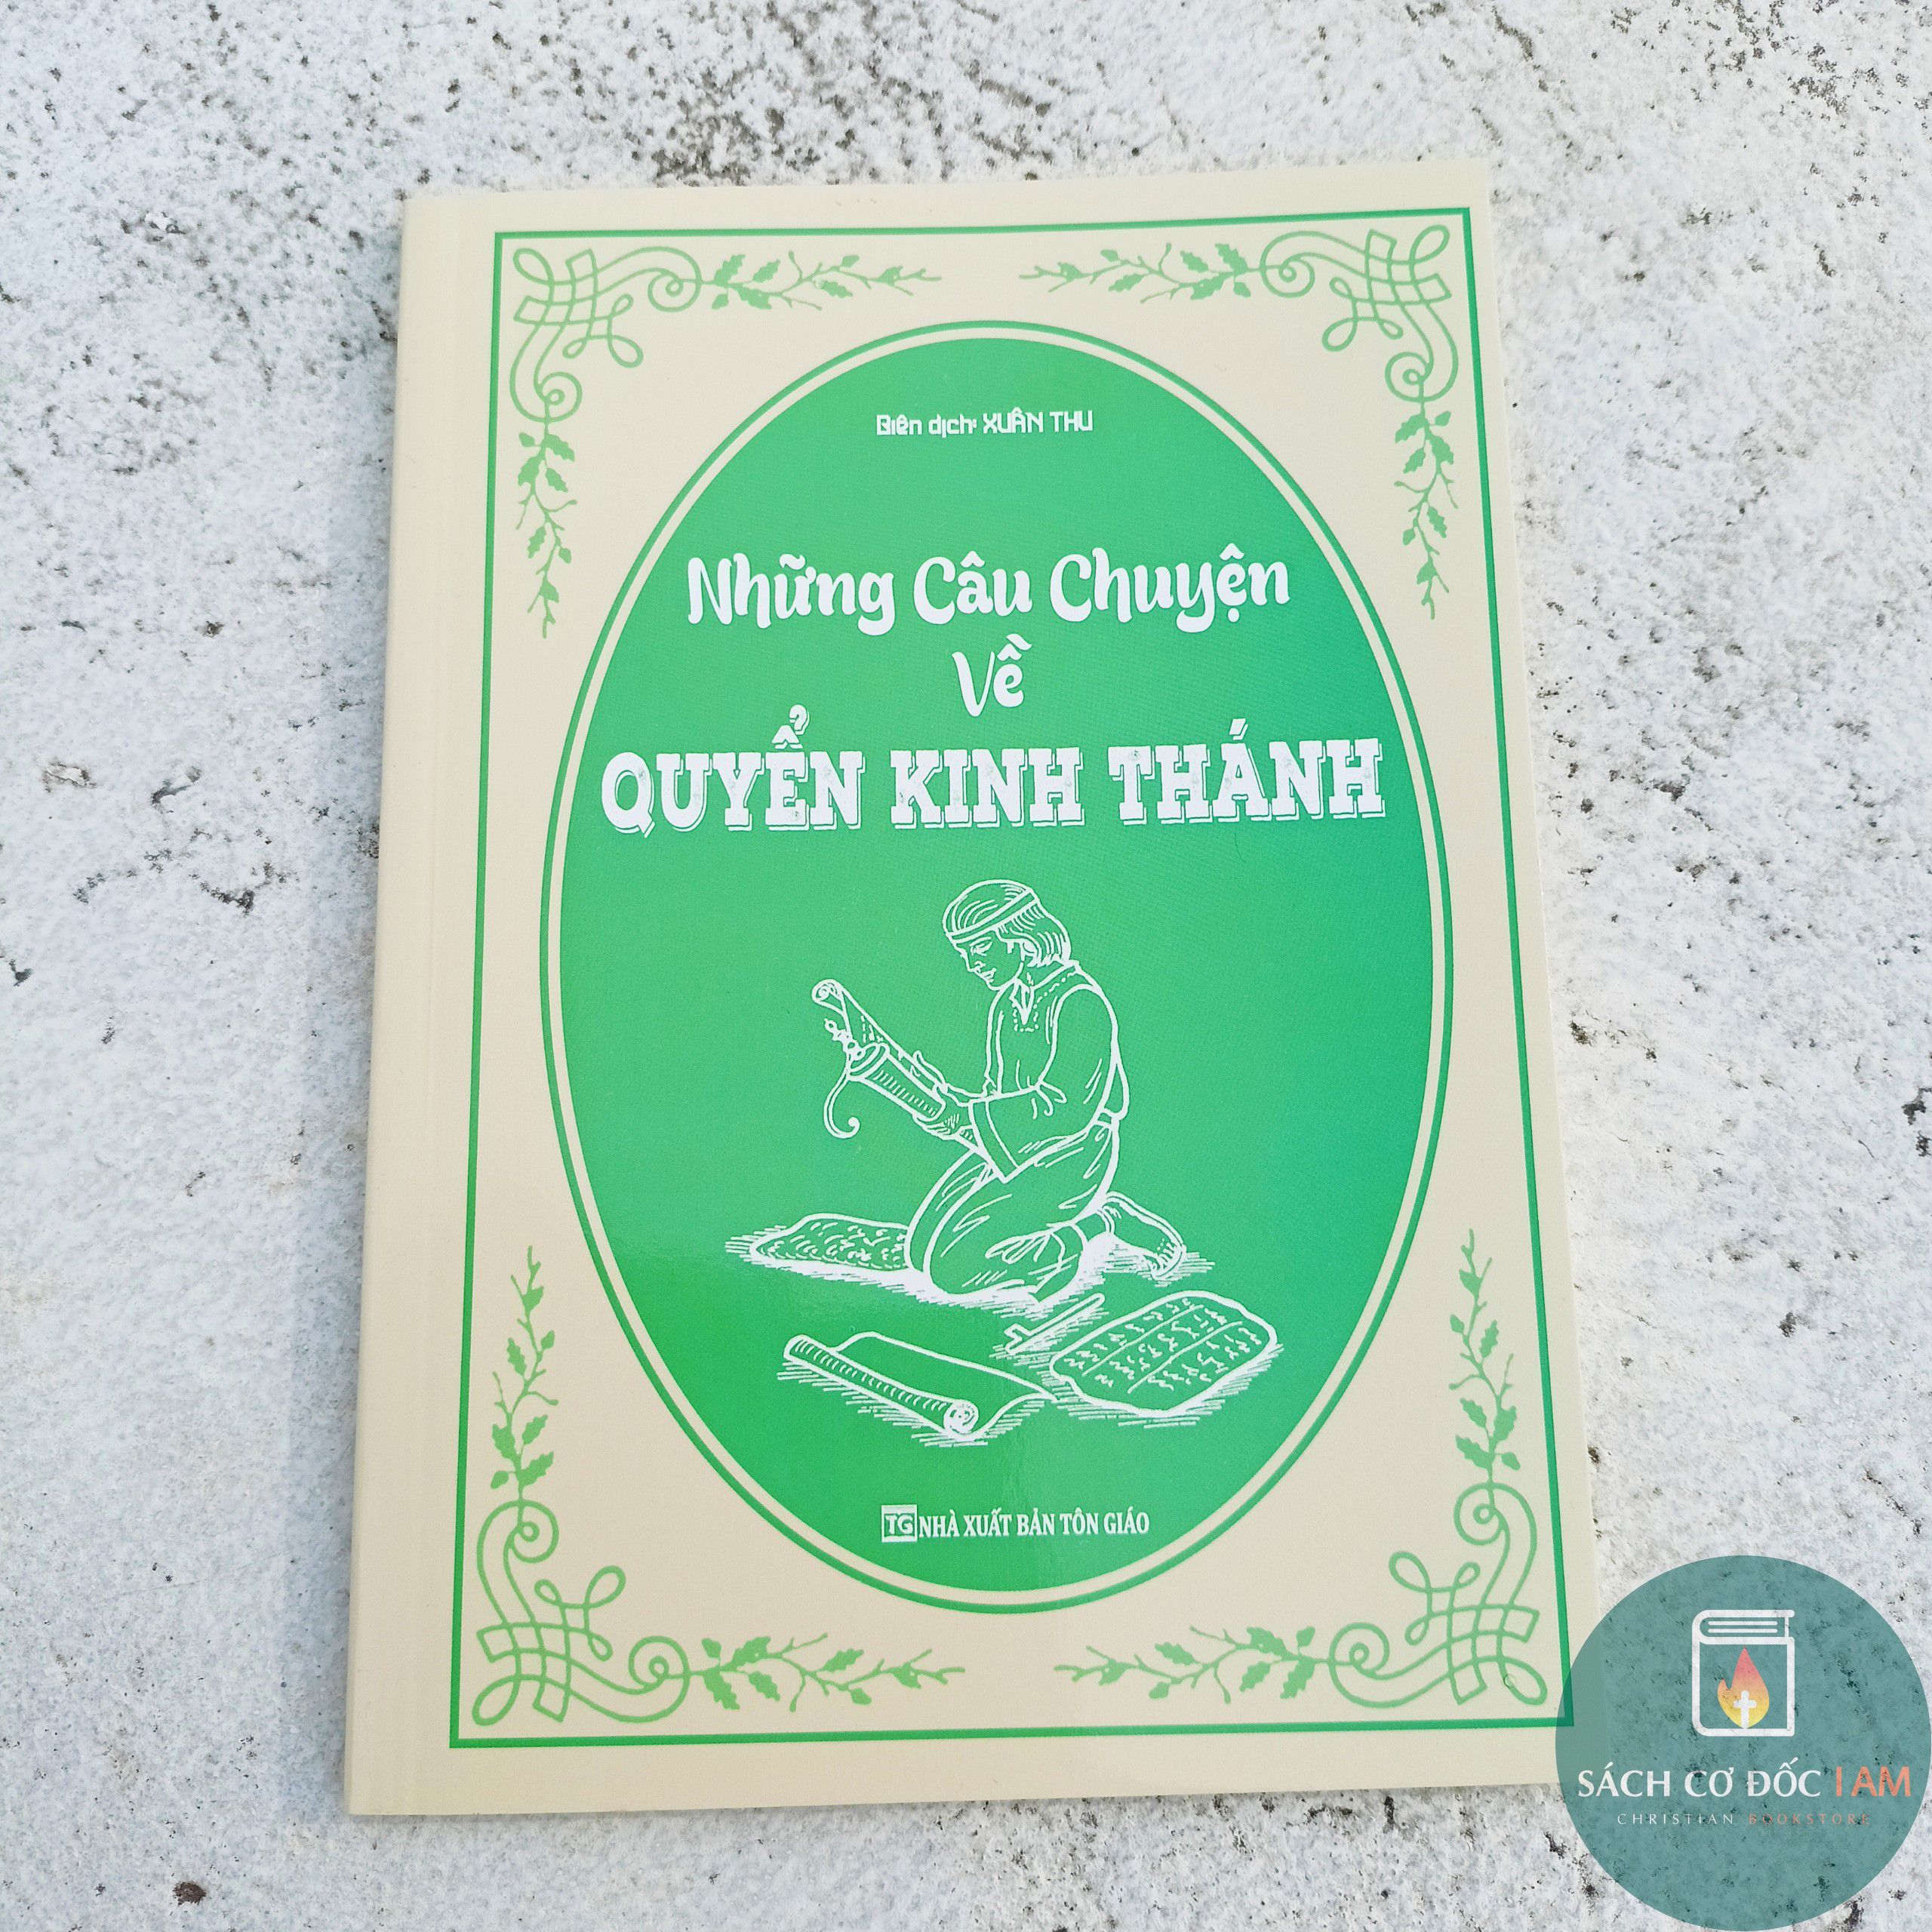 Biên dịch: XUÂN THU
Những Câu Chuyện
Về
QUYỂN KINH THÁNH
TG NHÀ XUẤT BẢN TÔN GIÁO
SÁCH CƠ ĐỐC I AM
CHRISTIAN BOOKSTORE